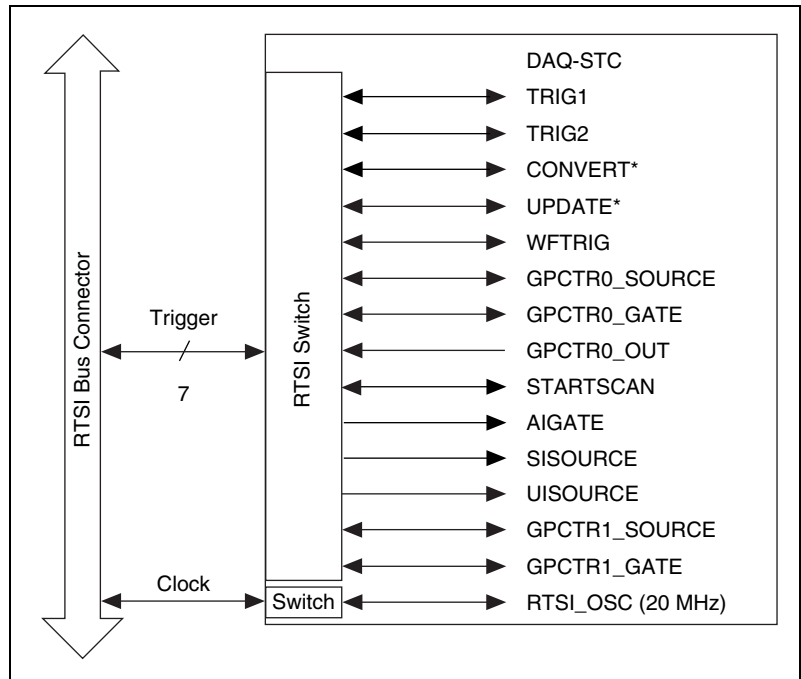 DAQ-STC
TRIG1
TRIG2
CONVERT*
UPDATE*
WFTRIG
GPCTR0_SOURCE
GPCTR0_GATE
GPCTR0_OUT
STARTSCAN
AIGATE
SISOURCE
UISOURCE
GPCTR1_SOURCE
GPCTR1_GATE
RTSI_OSC (20 MHz)
RTSI Bus Connector
Trigger
7
Clock
RTSI Switch
Switch